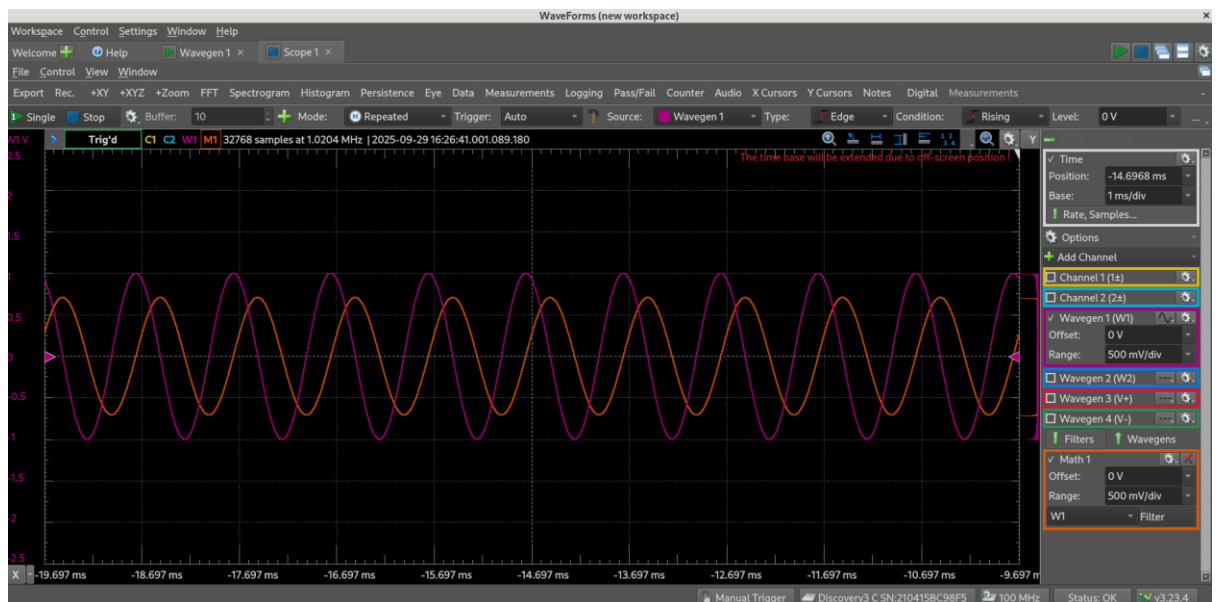 WaveForms (new workspace)
Workspace Control Settings Window Help
Welcome Help Wavegen 1 Scope 1
File Control View Window
Export Rec. +XY +XYZ +Zoom FFT Spectrogram Histogram Persistence Eye Data Measurements Logging Pass/Fail Counter Audio X Cursors Y Cursors Notes Digital Measurements
Single Stop Buffer: 10 Mode: Repeated Trigger: Auto Source: Wavegen 1 Type: Edge Condition: Rising Level: 0 V ...
W1 V Trig'd C1 C2 W1 M1 32768 samples at 1.0204 MHz | 2025-09-29 16:26:41.001.089.180 Y
The time base will be extended due to off-screen position !
2.5
2
1.5
1
0.5
0
-0.5
-1
-1.5
-2
-2.5
X -19.697 ms -18.697 ms -17.697 ms -16.697 ms -15.697 ms -14.697 ms -13.697 ms -12.697 ms -11.697 ms -10.697 ms -9.697 m
Time
Position: -14.6968 ms
Base: 1 ms/div
Rate, Samples...
Options
Add Channel
Channel 1 (1±)
Channel 2 (2±)
Wavegen 1 (W1)
Offset: 0 V
Range: 500 mV/div
Wavegen 2 (W2)
Wavegen 3 (V+)
Wavegen 4 (V-)
Filters Wavegens
Math 1
Offset: 0 V
Range: 500 mV/div
W1 Filter
Manual Trigger Discovery3 C SN:210415BC98F5 100 MHz Status: OK v3.23.4